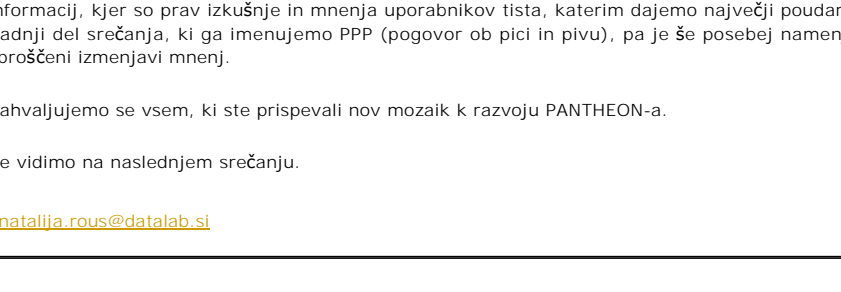 nformacij, kjer so prav izkušnje in mnenja uporabnikov tista, katerim dajemo največji poudar
adnji del srečanja, ki ga imenujemo PPP (pogovor ob pici in pivu), pa je še posebej namen
proščeni izmenjavi mnenj.
ahvaljujemo se vsem, ki ste prispevali nov mozaik k razvoju PANTHEON-a.
e vidimo na naslednjem srečanju.
natalija.rous@datalab.si